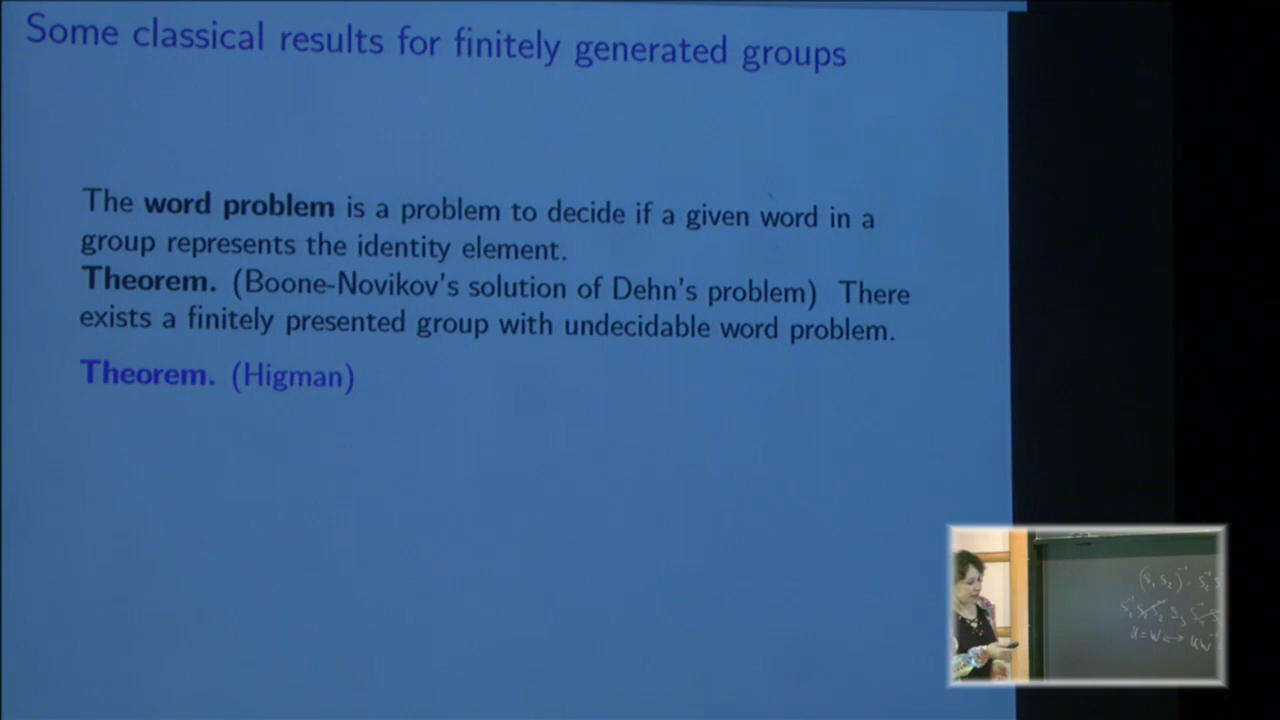 Some classical results for finitely generated groups
The word problem is a problem to decide if a given word in a
group represents the identity element.
Theorem. (Boone-Novikov's solution of Dehn's problem) There
exists a finitely presented group with undecidable word problem.
Theorem. (Higman)